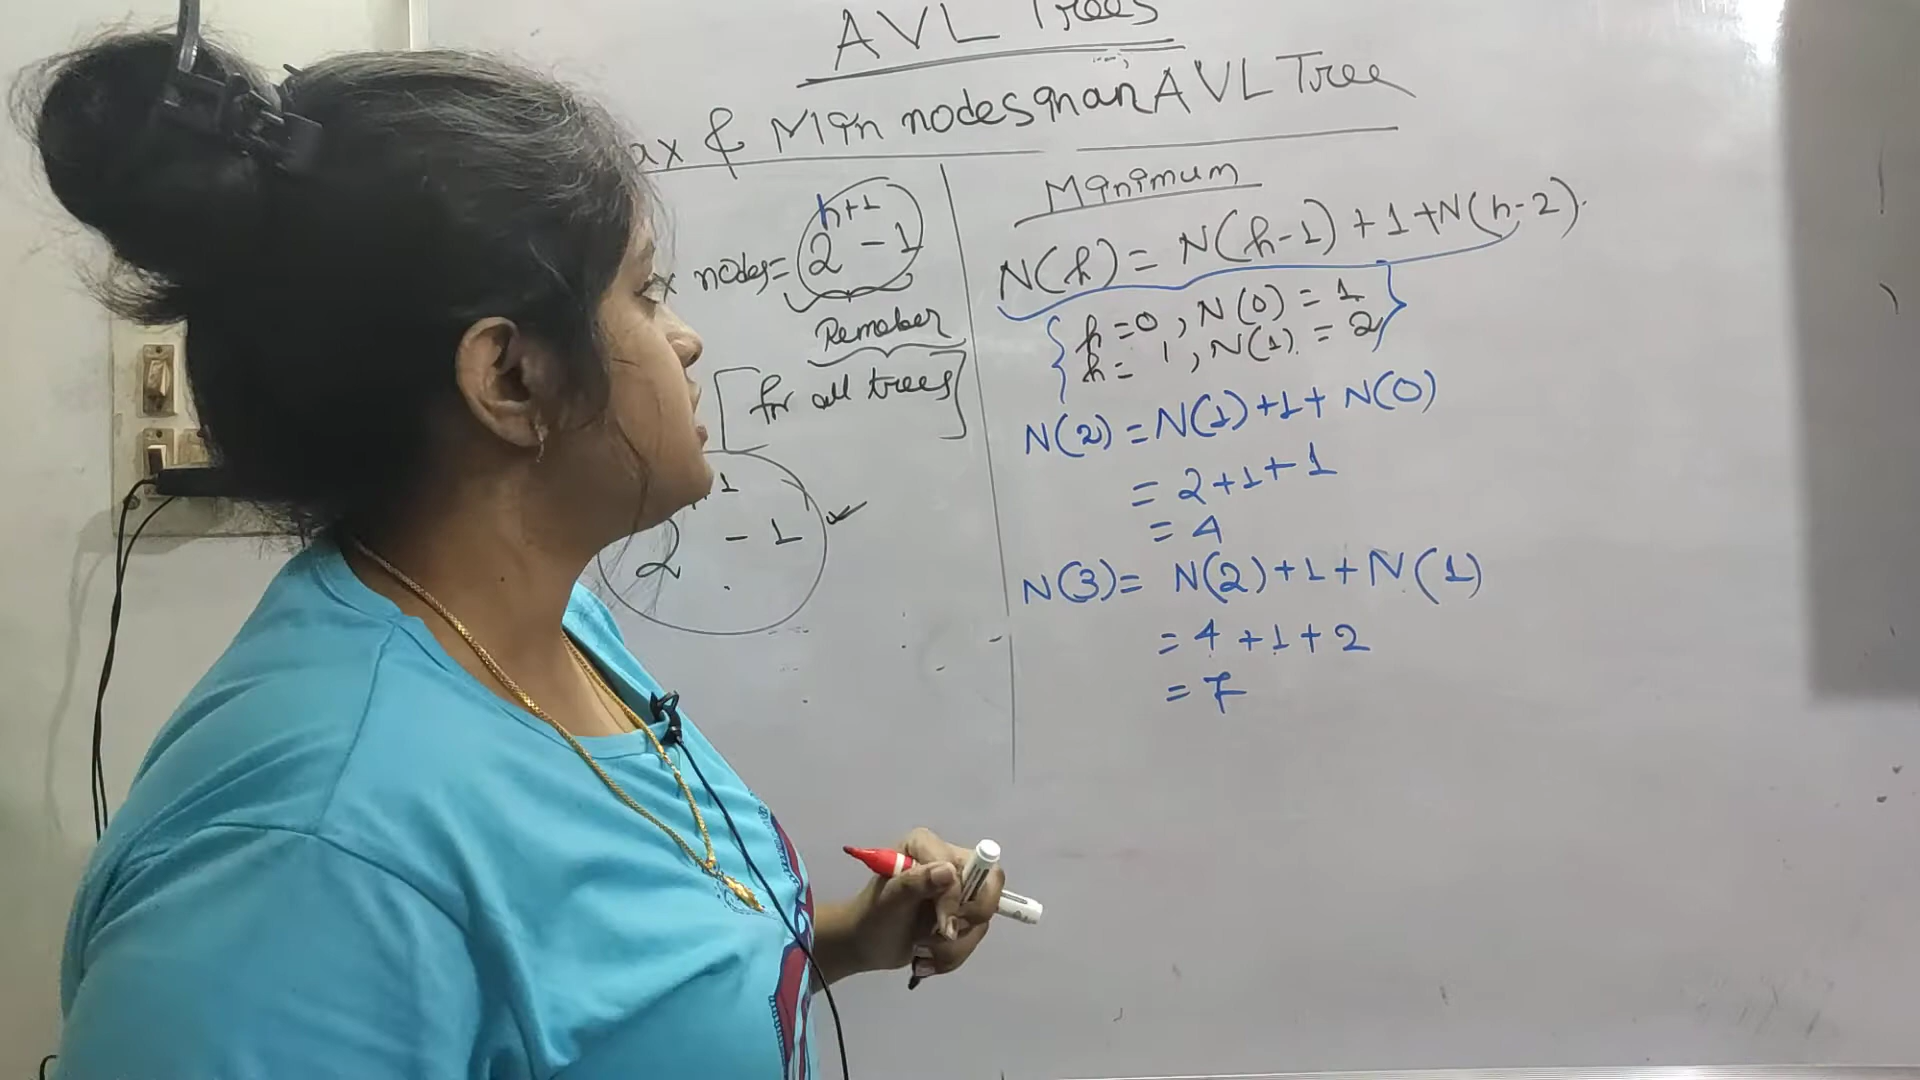 AVL Trees
ax & Min nodes in an AVL Tree
x nodes = 2^(h+1) - 1
Remeber
[for all trees]
1
2 - 1
Minimum
N(h) = N(h-1) + 1 + N(h-2).
{ h = 0, N(0) = 1
h = 1, N(1) = 2 }
N(2) = N(1) + 1 + N(0)
= 2 + 1 + 1
= 4
N(3) = N(2) + 1 + N(1)
= 4 + 1 + 2
= 7